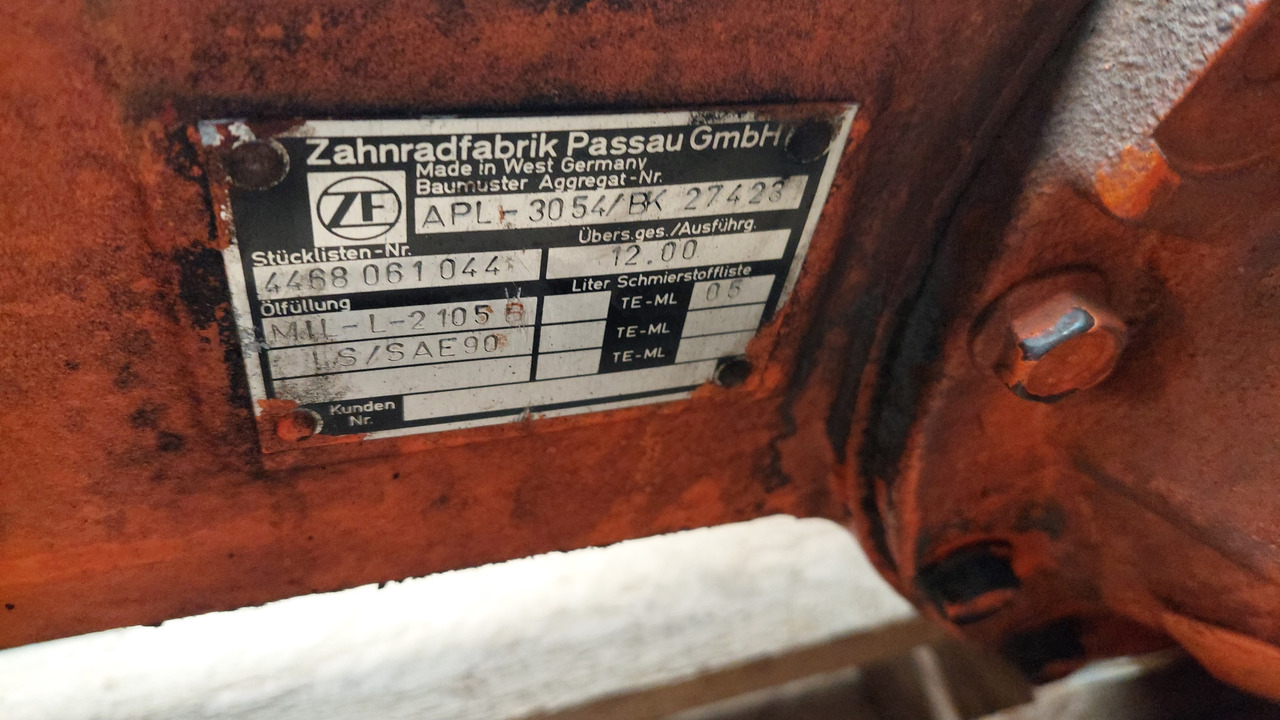 Zahnradfabrik Passau GmbH
Made in West Germany
Baumuster Aggregat-Nr.
ZF
APL-3054/BK 27423
Stücklisten-Nr.
Übers.ges./Ausführg.
4468 061 044
12.00
Ölfüllung
Liter Schmierstoffliste
MIL-L-2105 B
TE-ML 05
LS/SAE90
TE-ML
TE-ML
Kunden
Nr.